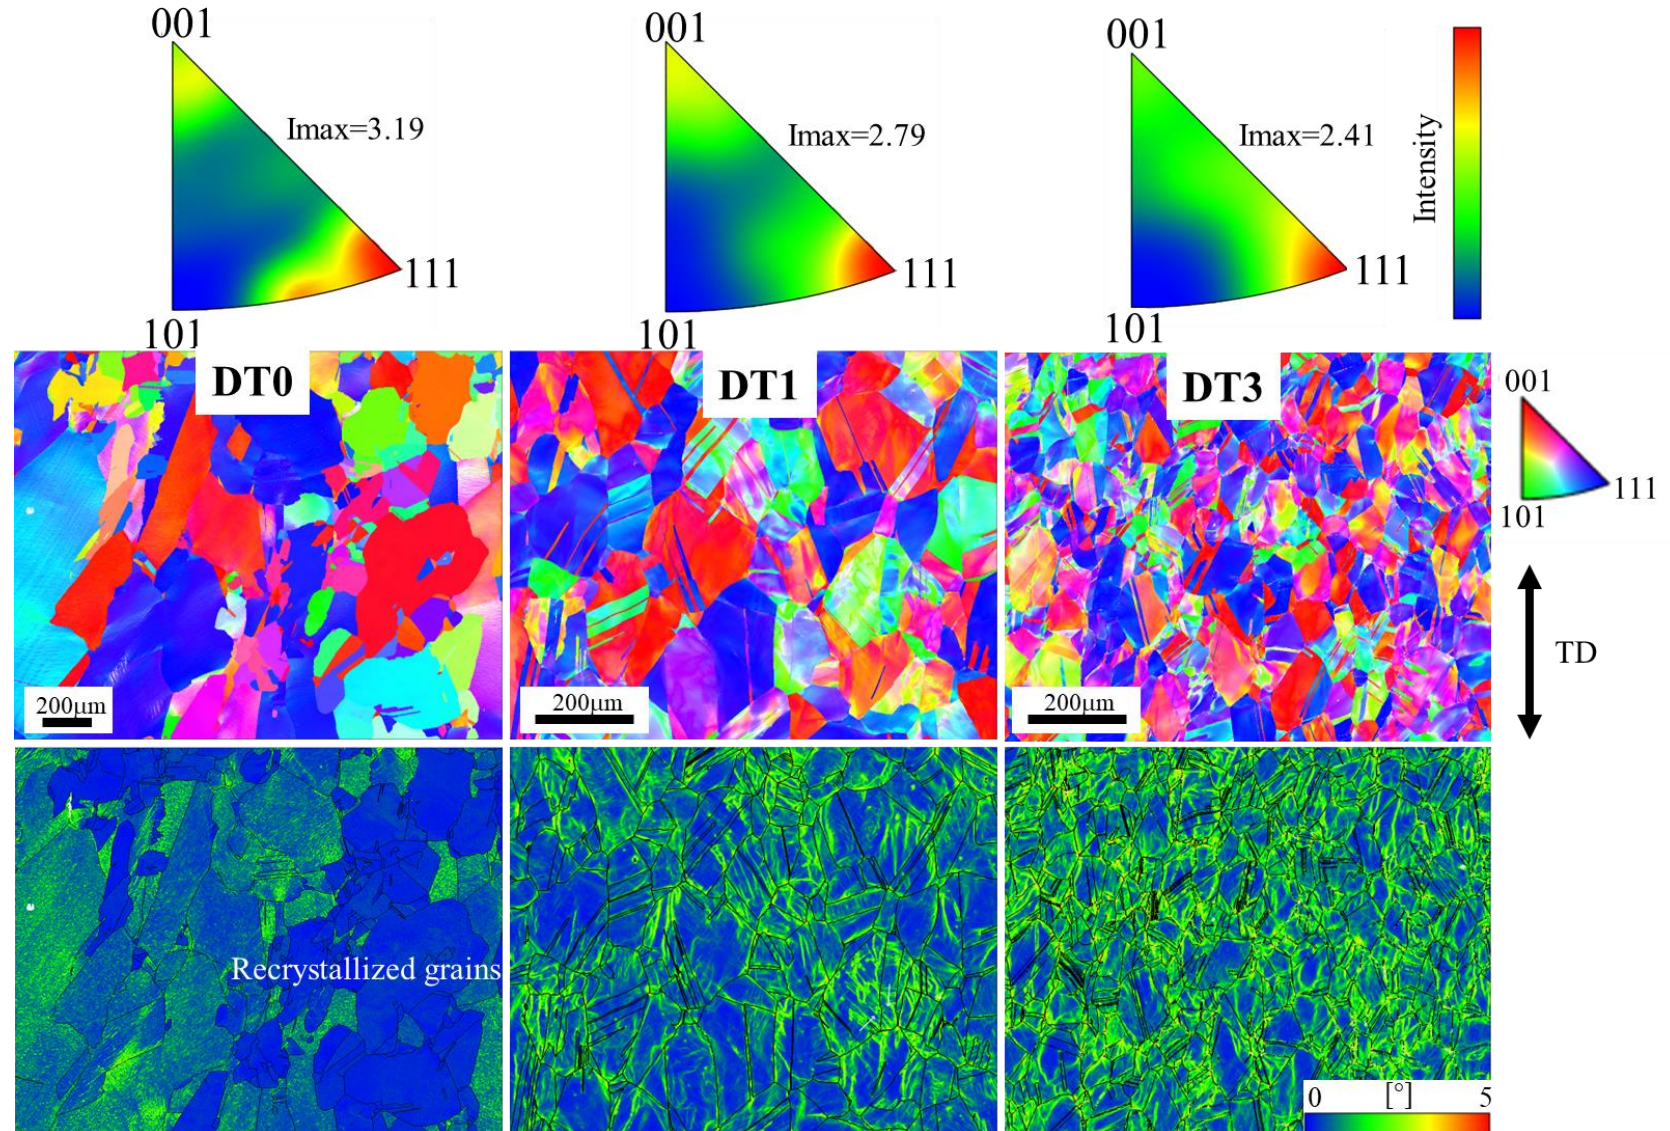 001
001
001
Imax=3.19
Imax=2.79
Imax=2.41
Intensity
111
111
111
101
101
101
DT0
DT1
DT3
001
111
101
TD
200μm
200μm
200μm
Recrystallized grains
0 [°] 5